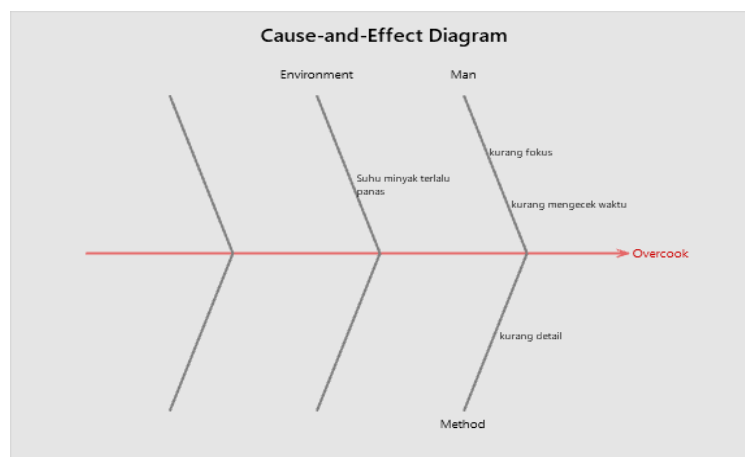 Cause-and-Effect Diagram
Environment
Man
kurang fokus
Suhu minyak terlalu
panas
kurang mengecek waktu
Overcook
kurang detail
Method